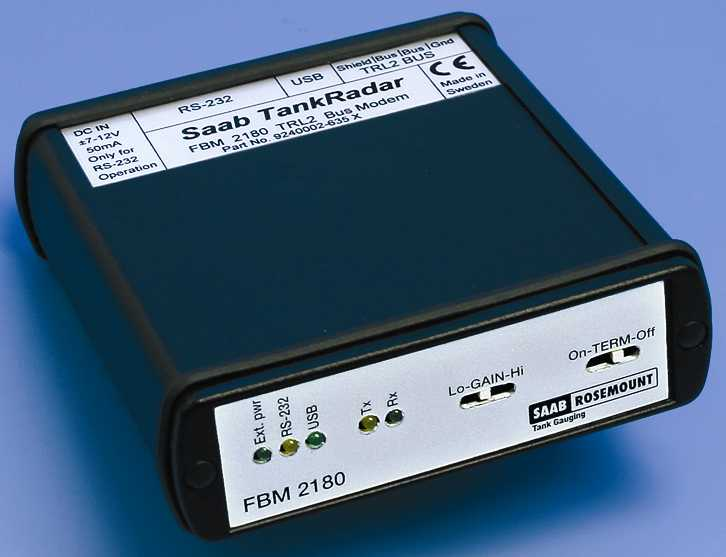 DC IN
±7-12V
50mA
Only for
RS-232
Operation
RS-232
USB
Shield Bus Bus Gnd
TRL2 BUS
Saab TankRadar
FBM 2180 TRL2 Bus Modem
Part No. 9240002-635 X
CE
Made in
Sweden
Ext. pwr
RS-232
USB
Tx
Rx
Lo-GAIN-Hi
On-TERM-Off
SAAB ROSEMOUNT
Tank Gauging
FBM 2180